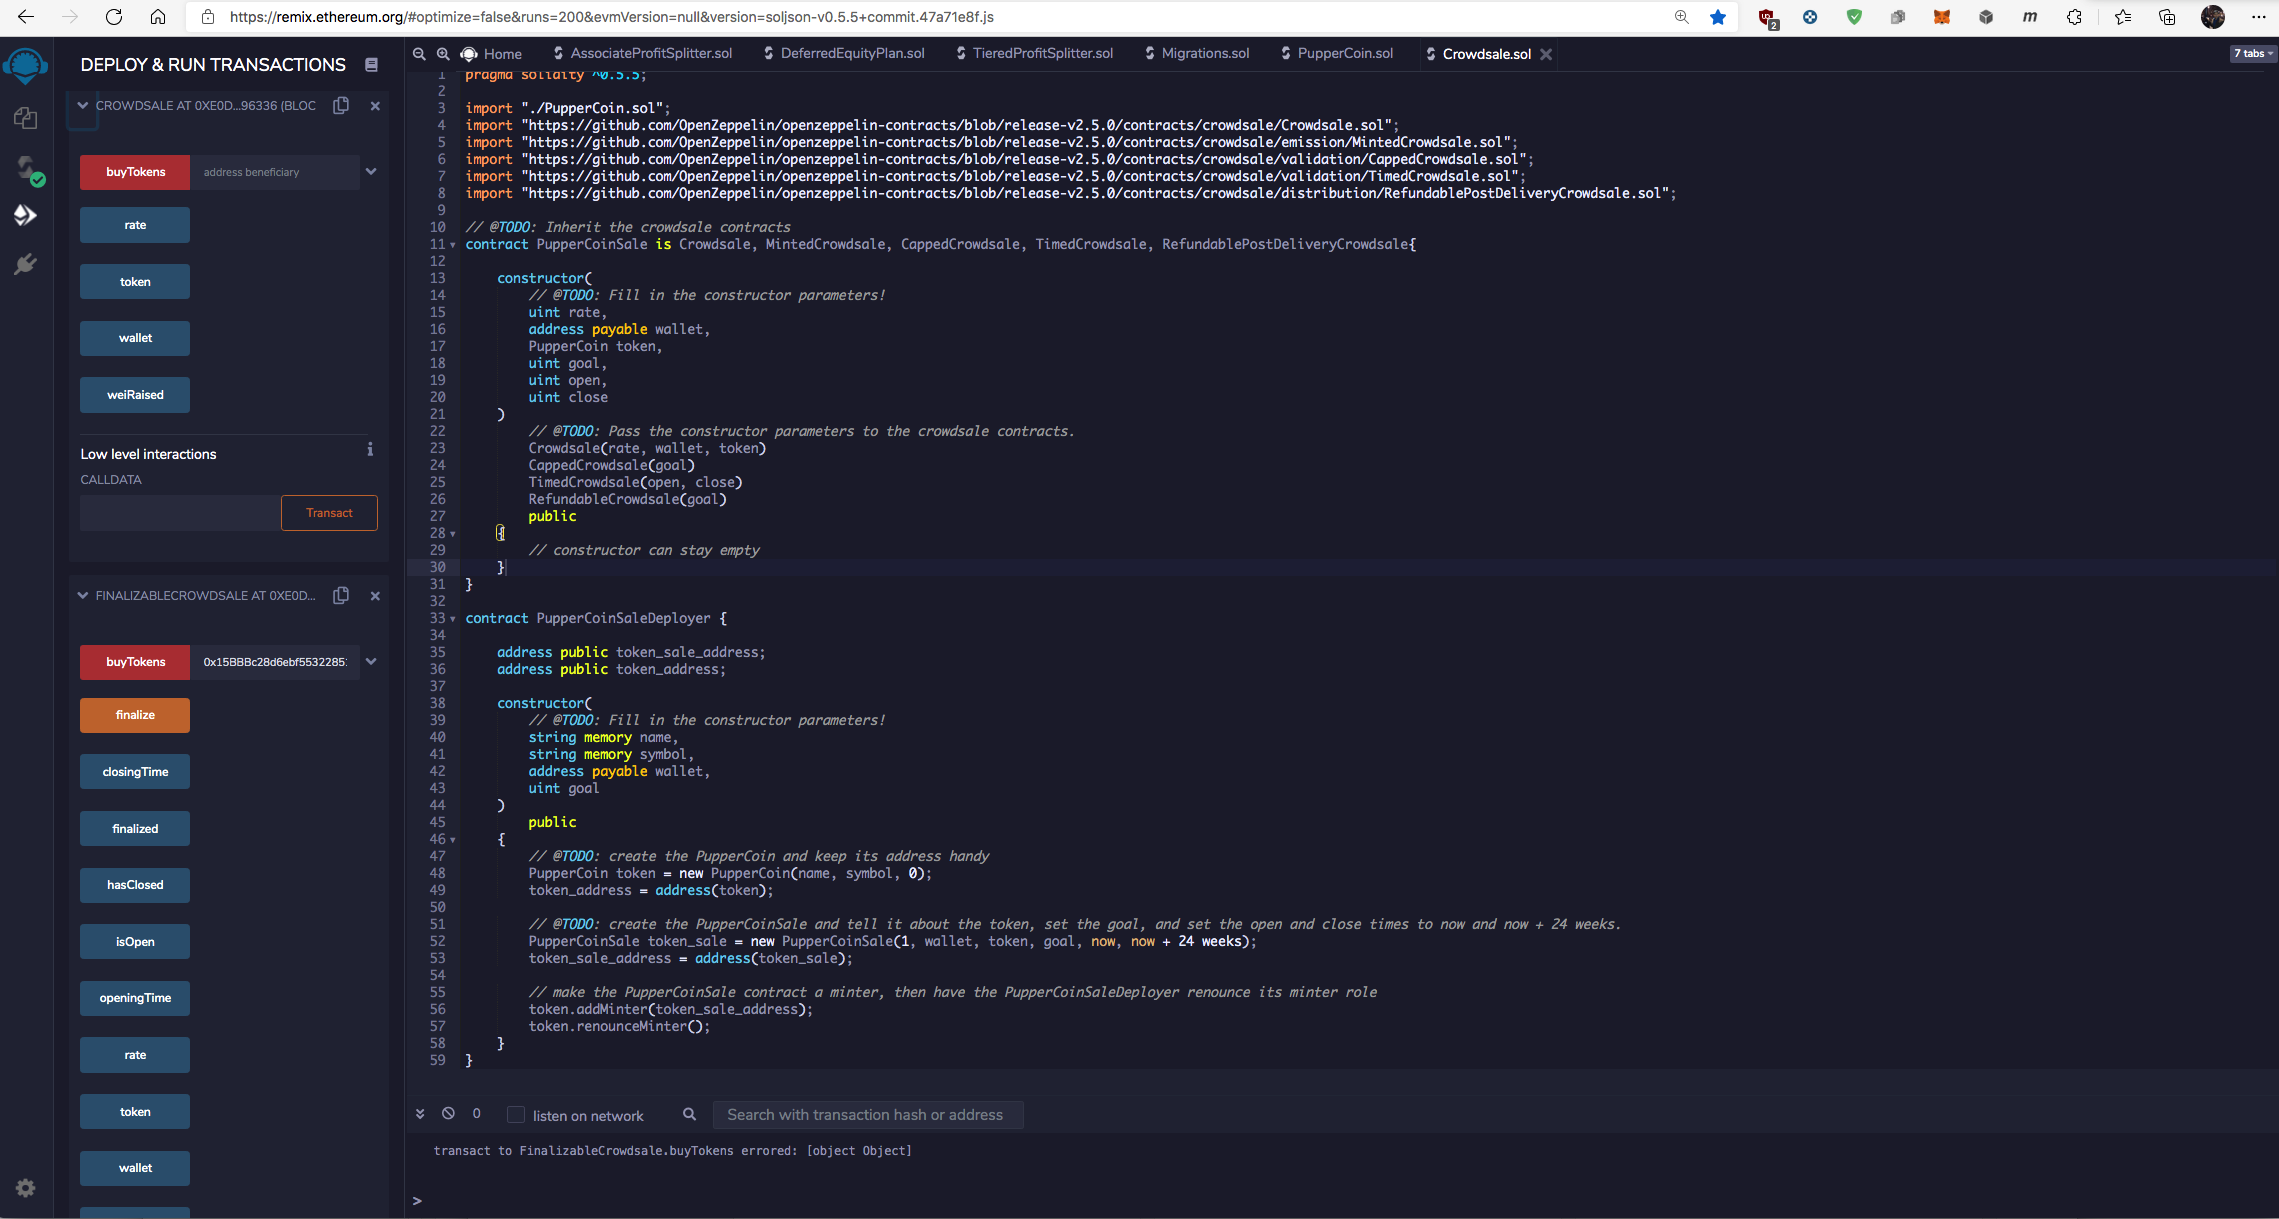 https://remix.ethereum.org/#optimize=false&runs=200&evmVersion=null&version=soljson-v0.5.5+commit.47a71e8f.js
2
m
DEPLOY & RUN TRANSACTIONS
CROWDSALE AT 0XE0D...96336 (BLOC
buyTokens
address beneficiary
rate
token
wallet
weiRaised
Low level interactions
CALLDATA
Transact
FINALIZABLECROWDSALE AT 0XE0D...
buyTokens
0x15BBBc28d6ebf5532285:
finalize
closingTime
finalized
hasClosed
isOpen
openingTime
rate
token
wallet
Home
AssociateProfitSplitter.sol
DeferredEquityPlan.sol
TieredProfitSplitter.sol
Migrations.sol
PupperCoin.sol
Crowdsale.sol
7 tabs
1 pragma solidity ^0.5.5;
2
3 import "./PupperCoin.sol";
4 import "https://github.com/OpenZeppelin/openzeppelin-contracts/blob/release-v2.5.0/contracts/crowdsale/Crowdsale.sol";
5 import "https://github.com/OpenZeppelin/openzeppelin-contracts/blob/release-v2.5.0/contracts/crowdsale/emission/MintedCrowdsale.sol";
6 import "https://github.com/OpenZeppelin/openzeppelin-contracts/blob/release-v2.5.0/contracts/crowdsale/validation/CappedCrowdsale.sol";
7 import "https://github.com/OpenZeppelin/openzeppelin-contracts/blob/release-v2.5.0/contracts/crowdsale/validation/TimedCrowdsale.sol";
8 import "https://github.com/OpenZeppelin/openzeppelin-contracts/blob/release-v2.5.0/contracts/crowdsale/distribution/RefundablePostDeliveryCrowdsale.sol";
9
10 // @TODO: Inherit the crowdsale contracts
11 contract PupperCoinSale is Crowdsale, MintedCrowdsale, CappedCrowdsale, TimedCrowdsale, RefundablePostDeliveryCrowdsale{
12
13 constructor(
14 // @TODO: Fill in the constructor parameters!
15 uint rate,
16 address payable wallet,
17 PupperCoin token,
18 uint goal,
19 uint open,
20 uint close
21 )
22 // @TODO: Pass the constructor parameters to the crowdsale contracts.
23 Crowdsale(rate, wallet, token)
24 CappedCrowdsale(goal)
25 TimedCrowdsale(open, close)
26 RefundableCrowdsale(goal)
27 public
28 {
29 // constructor can stay empty
30 }
31 }
32
33 contract PupperCoinSaleDeployer {
34
35 address public token_sale_address;
36 address public token_address;
37
38 constructor(
39 // @TODO: Fill in the constructor parameters!
40 string memory name,
41 string memory symbol,
42 address payable wallet,
43 uint goal
44 )
45 public
46 {
47 // @TODO: create the PupperCoin and keep its address handy
48 PupperCoin token = new PupperCoin(name, symbol, 0);
49 token_address = address(token);
50
51 // @TODO: create the PupperCoinSale and tell it about the token, set the goal, and set the open and close times to now and now + 24 weeks.
52 PupperCoinSale token_sale = new PupperCoinSale(1, wallet, token, goal, now, now + 24 weeks);
53 token_sale_address = address(token_sale);
54
55 // make the PupperCoinSale contract a minter, then have the PupperCoinSaleDeployer renounce its minter role
56 token.addMinter(token_sale_address);
57 token.renounceMinter();
58 }
59 }
0
listen on network
Search with transaction hash or address
transact to FinalizableCrowdsale.buyTokens errored: [object Object]
>